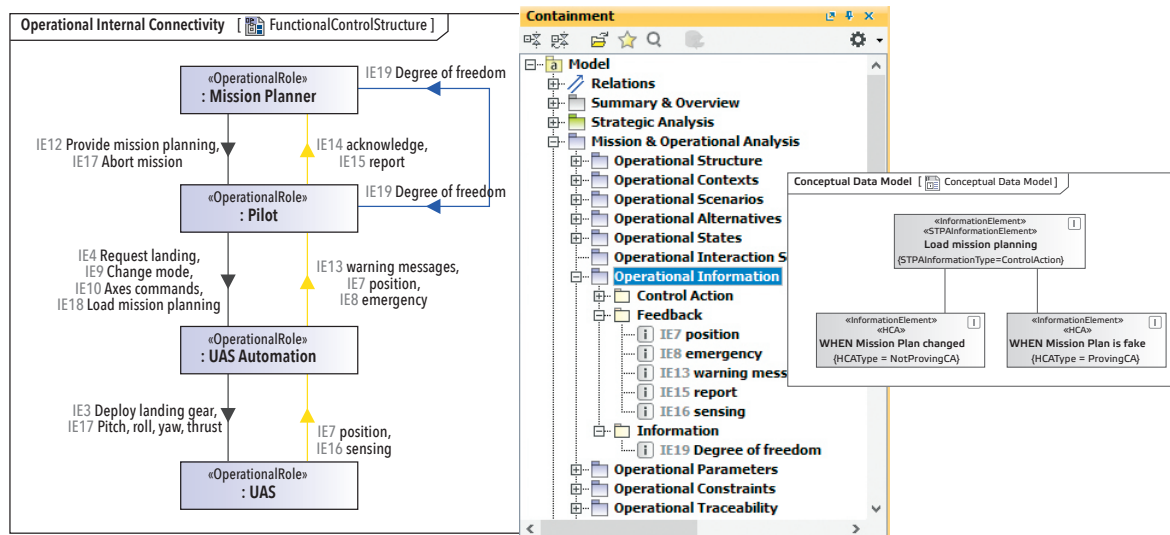 Operational Internal Connectivity [ FunctionalControlStructure ]
«OperationalRole»
: Mission Planner
IE19 Degree of freedom
IE12 Provide mission planning,
IE17 Abort mission
IE14 acknowledge,
IE15 report
IE19 Degree of freedom
«OperationalRole»
: Pilot
IE4 Request landing,
IE9 Change mode,
IE10 Axes commands,
IE18 Load mission planning
IE13 warning messages,
IE7 position,
IE8 emergency
«OperationalRole»
: UAS Automation
IE3 Deploy landing gear,
IE17 Pitch, roll, yaw, thrust
IE7 position,
IE16 sensing
«OperationalRole»
: UAS
Containment
a Model
Relations
Summary & Overview
Strategic Analysis
Mission & Operational Analysis
Operational Structure
Operational Contexts
Operational Scenarios
Operational Alternatives
Operational States
Operational Interaction S
Operational Information
Control Action
Feedback
i IE7 position
i IE8 emergency
i IE13 warning mess
i IE15 report
i IE16 sensing
Information
i IE19 Degree of freedom
Operational Parameters
Operational Constraints
Operational Traceability
Conceptual Data Model [ Conceptual Data Model ]
«InformationElement» I
«STPAInformationElement»
Load mission planning
{STPAInformationType=ControlAction}
«InformationElement» I
«HCA»
WHEN Mission Plan changed
{HCAType = NotProvingCA}
«InformationElement» I
«HCA»
WHEN Mission Plan is fake
{HCAType = ProvingCA}